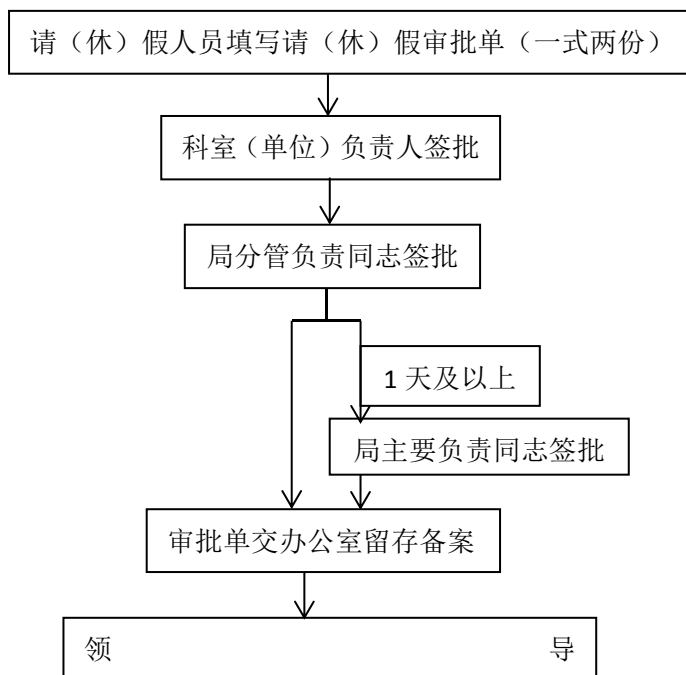 请（休）假人员填写请（休）假审批单（一式两份）
科室（单位）负责人签批
局分管负责同志签批
1 天及以上
局主要负责同志签批
审批单交办公室留存备案
领 导